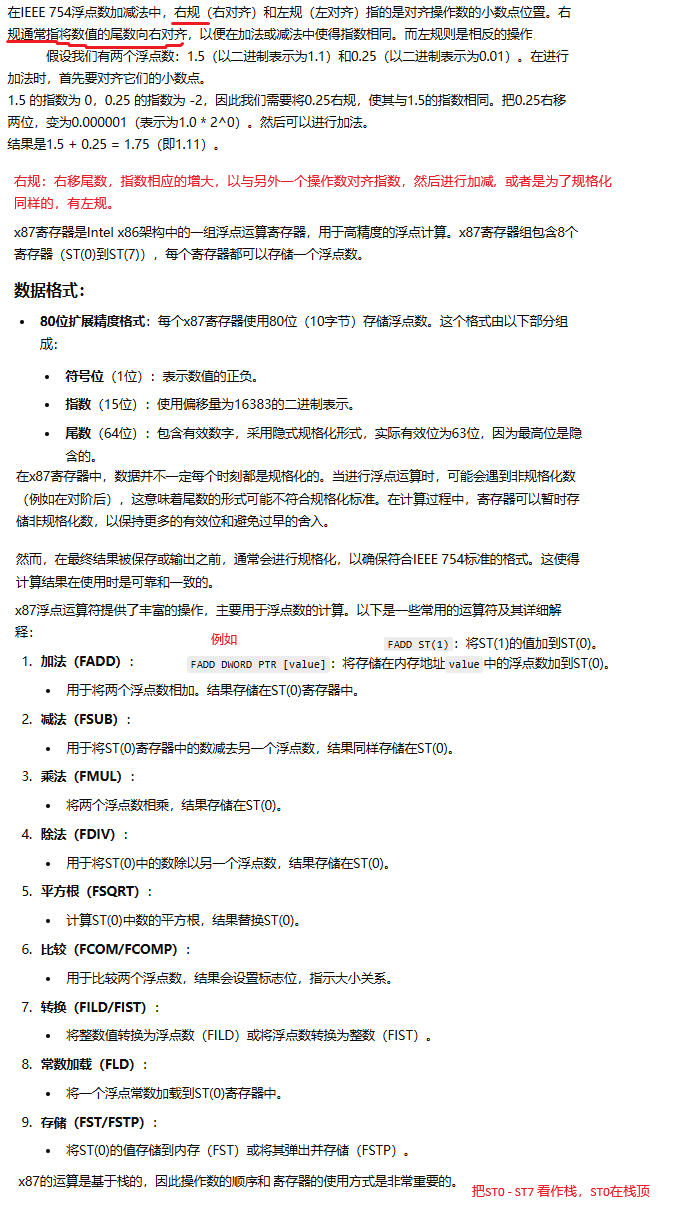 在IEEE 754浮点数加减法中，右规（右对齐）和左规（左对齐）指的是对齐操作数的小数点位置。右
规通常指将数值的尾数向右对齐，以便在加法或减法中使得指数相同。而左规则是相反的操作
假设我们有两个浮点数：1.5（以二进制表示为1.1）和0.25（以二进制表示为0.01）。在进行
加法时，首先要对齐它们的小数点。
1.5 的指数为 0，0.25 的指数为 -2，因此我们需要将0.25右规，使其与1.5的指数相同。把0.25右移
两位，变为0.000001（表示为1.0 * 2^0）。然后可以进行加法。
结果是1.5 + 0.25 = 1.75（即1.11）。
右规：右移尾数，指数相应的增大，以与另外一个操作数对齐指数，然后进行加减，或者是为了规格化
同样的，有左规。
x87寄存器是Intel x86架构中的一组浮点运算寄存器，用于高精度的浮点计算。x87寄存器组包含8个
寄存器（ST(0)到ST(7)），每个寄存器都可以存储一个浮点数。
数据格式：
• 80位扩展精度格式：每个x87寄存器使用80位（10字节）存储浮点数。这个格式由以下部分组
成：
• 符号位（1位）：表示数值的正负。
• 指数（15位）：使用偏移量为16383的二进制表示。
• 尾数（64位）：包含有效数字，采用隐式规格化形式，实际有效位为63位，因为最高位是隐
含的。
在x87寄存器中，数据并不一定每个时刻都是规格化的。当进行浮点运算时，可能会遇到非规格化数
（例如在对阶后），这意味着尾数的形式可能不符合规格化标准。在计算过程中，寄存器可以暂时存
储非规格化数，以保持更多的有效位和避免过早的舍入。
然而，在最终结果被保存或输出之前，通常会进行规格化，以确保符合IEEE 754标准的格式。这使得
计算结果在使用时是可靠和一致的。
x87浮点运算符提供了丰富的操作，主要用于浮点数的计算。以下是一些常用的运算符及其详细解
释：
例如
FADD ST(1)：将ST(1)的值加到ST(0)。
1. 加法（FADD）：
FADD DWORD PTR [value]：将存储在内存地址 value 中的浮点数加到ST(0)。
• 用于将两个浮点数相加。结果存储在ST(0)寄存器中。
2. 减法（FSUB）：
• 用于将ST(0)寄存器中的数减去另一个浮点数，结果同样存储在ST(0)。
3. 乘法（FMUL）：
• 将两个浮点数相乘，结果存储在ST(0)。
4. 除法（FDIV）：
• 用于将ST(0)中的数除以另一个浮点数，结果存储在ST(0)。
5. 平方根（FSQRT）：
• 计算ST(0)中数的平方根，结果替换ST(0)。
6. 比较（FCOM/FCOMP）：
• 用于比较两个浮点数，结果会设置标志位，指示大小关系。
7. 转换（FILD/FIST）：
• 将整数值转换为浮点数（FILD）或将浮点数转换为整数（FIST）。
8. 常数加载（FLD）：
• 将一个浮点常数加载到ST(0)寄存器中。
9. 存储（FST/FSTP）：
• 将ST(0)的值存储到内存（FST）或将其弹出并存储（FSTP）。
x87的运算是基于栈的，因此操作数的顺序和 寄存器的使用方式是非常重要的。
把ST0 - ST7 看作栈，ST0在栈顶